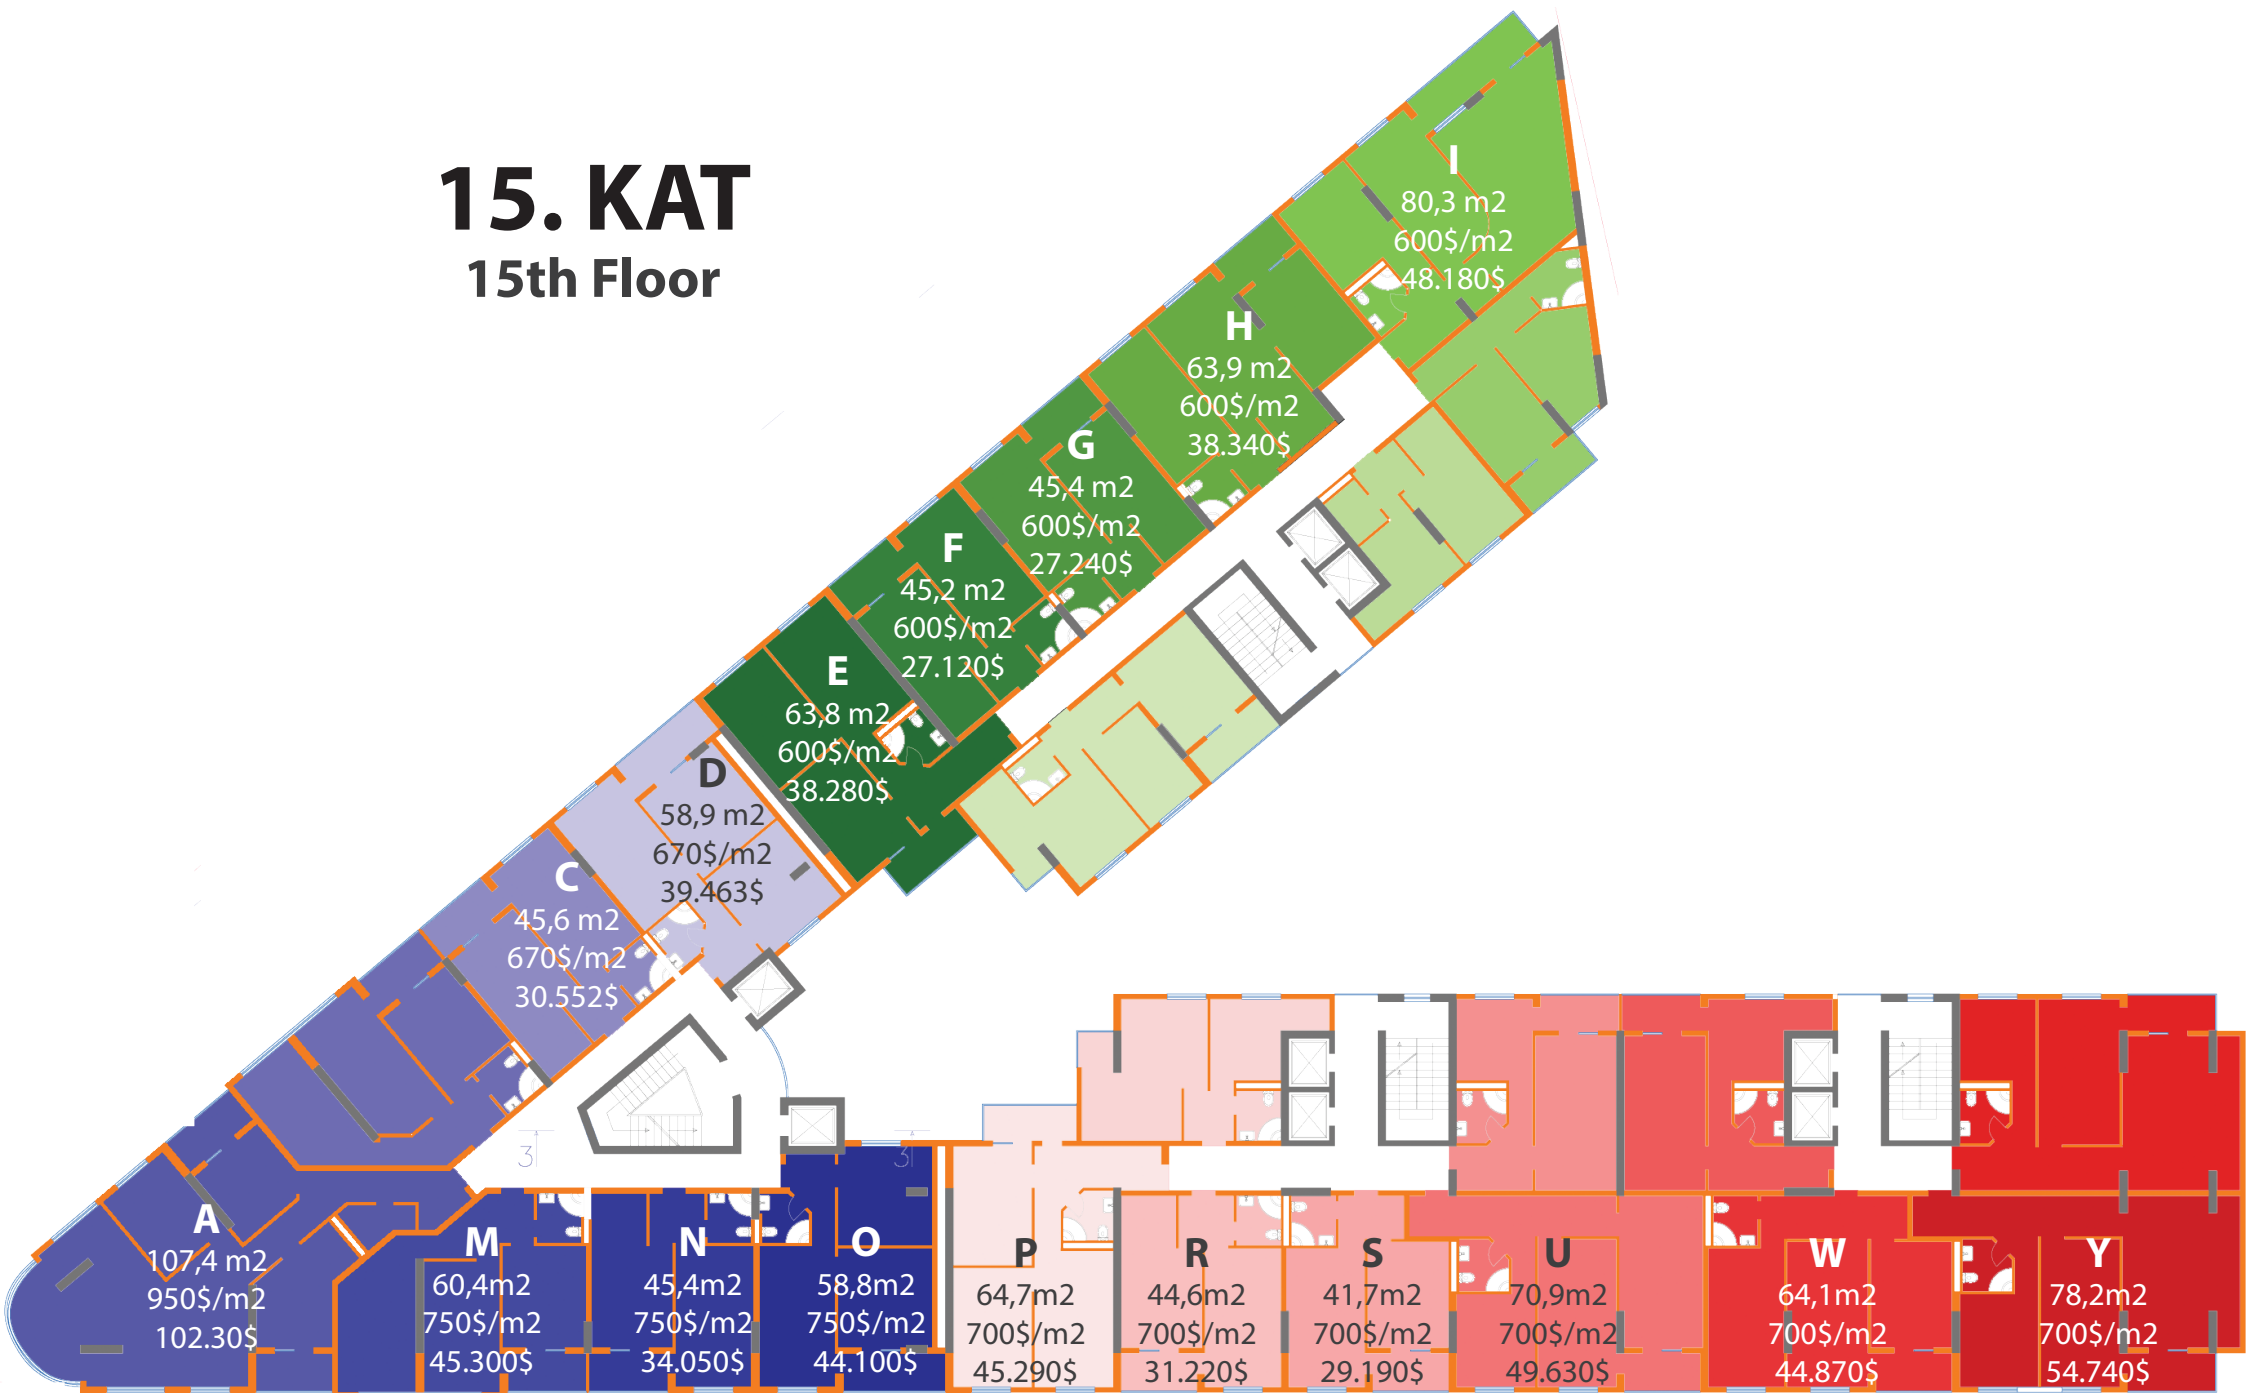 15. KAT
15th Floor
I
80,3 m2
600$/m2
48.180$
H
63,9 m2
600$/m2
38.340$
G
45,4 m2
600$/m2
27.240$
F
45,2 m2
600$/m2
27.120$
E
63,8 m2
600$/m2
38.280$
D
58,9 m2
670$/m2
39.463$
C
45,6 m2
670$/m2
30.552$
3
3
A
107,4 m2
950$/m2
102.30$
M
60,4m2
750$/m2
45.300$
N
45,4m2
750$/m2
34.050$
O
58,8m2
750$/m2
44.100$
P
64,7m2
700$/m2
45.290$
R
44,6m2
700$/m2
31.220$
S
41,7m2
700$/m2
29.190$
U
70,9m2
700$/m2
49.630$
W
64,1m2
700$/m2
44.870$
Y
78,2m2
700$/m2
54.740$